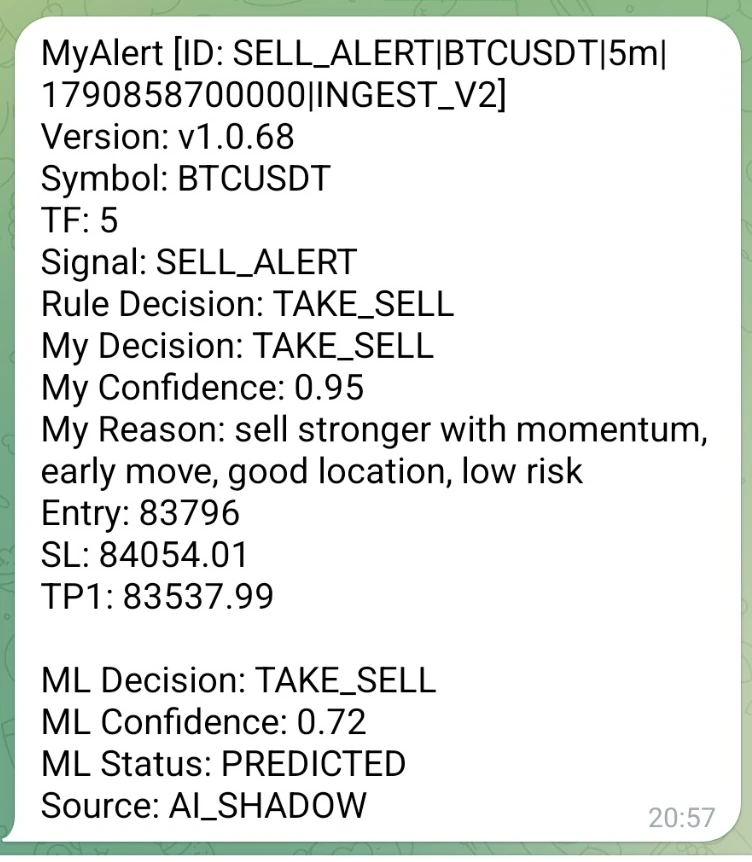 MyAlert [ID: SELL_ALERT|BTCUSDT|5m|
1790858700000|INGEST_V2]
Version: v1.0.68
Symbol: BTCUSDT
TF: 5
Signal: SELL_ALERT
Rule Decision: TAKE_SELL
My Decision: TAKE_SELL
My Confidence: 0.95
My Reason: sell stronger with momentum,
early move, good location, low risk
Entry: 83796
SL: 84054.01
TP1: 83537.99

ML Decision: TAKE_SELL
ML Confidence: 0.72
ML Status: PREDICTED
Source: AI_SHADOW
20:57